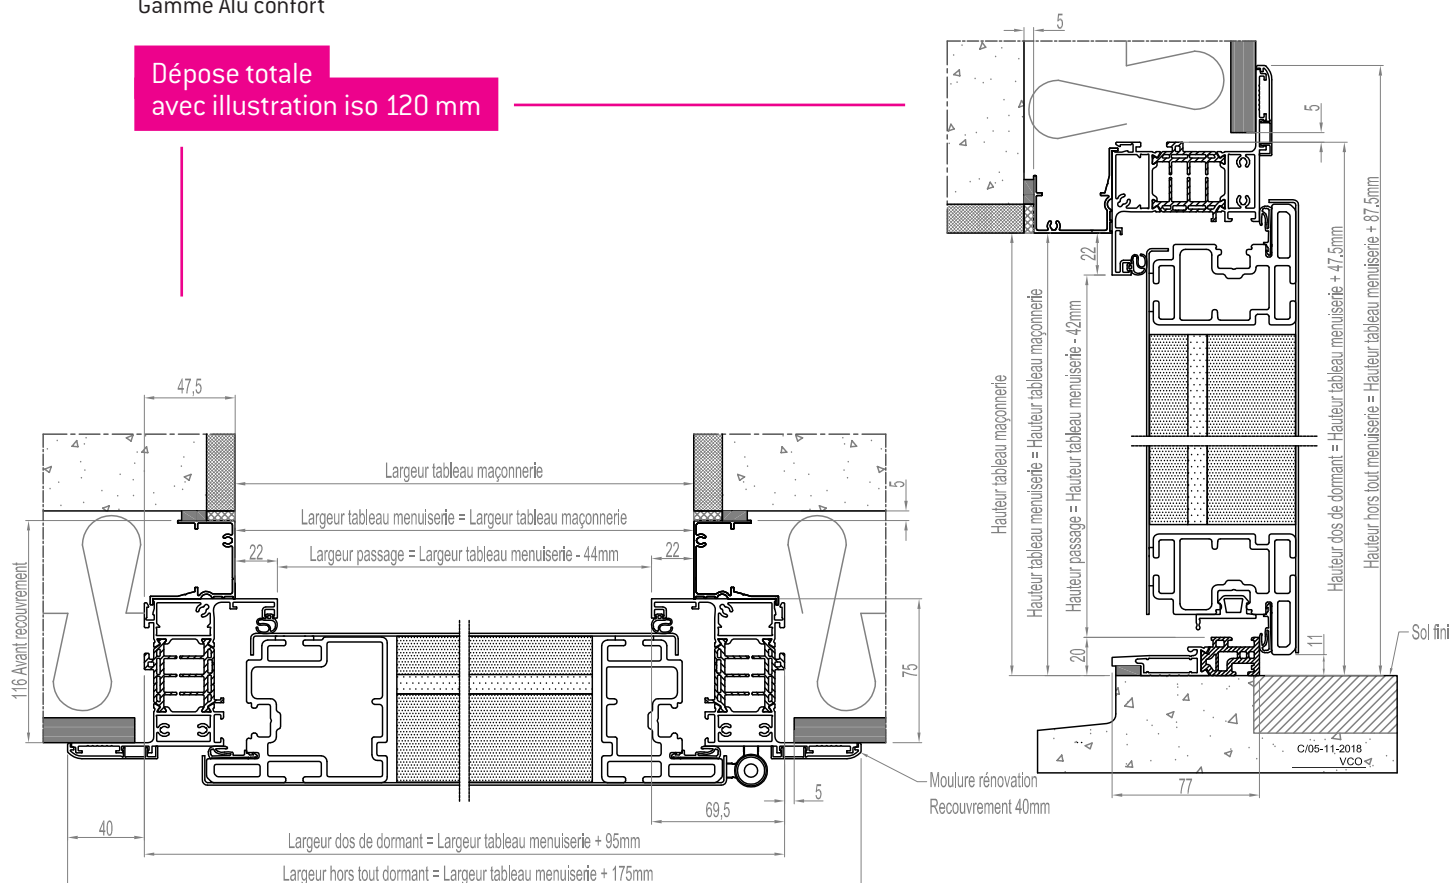 Gamme Alu confort
Dépose totale
avec illustration iso 120 mm
47,5
Largeur tableau maçonnerie
5
Largeur tableau menuiserie = Largeur tableau maçonnerie
22
Largeur passage = Largeur tableau menuiserie - 44mm
22
116 Avant recouvrement
75
Moulure rénovation
Recouvrement 40mm
5
69,5
40
Largeur dos de dormant = Largeur tableau menuiserie + 95mm
Largeur hors tout dormant = Largeur tableau menuiserie + 175mm
5
5
22
Hauteur tableau maçonnerie
Hauteur tableau menuiserie = Hauteur tableau maçonnerie
Hauteur passage = Hauteur tableau menuiserie - 42mm
Hauteur dos de dormant = Hauteur tableau menuiserie + 47.5mm
Hauteur hors tout menuiserie = Hauteur tableau menuiserie + 87.5mm
20
11
Sol fini
C/05-11-2018
VCO
77